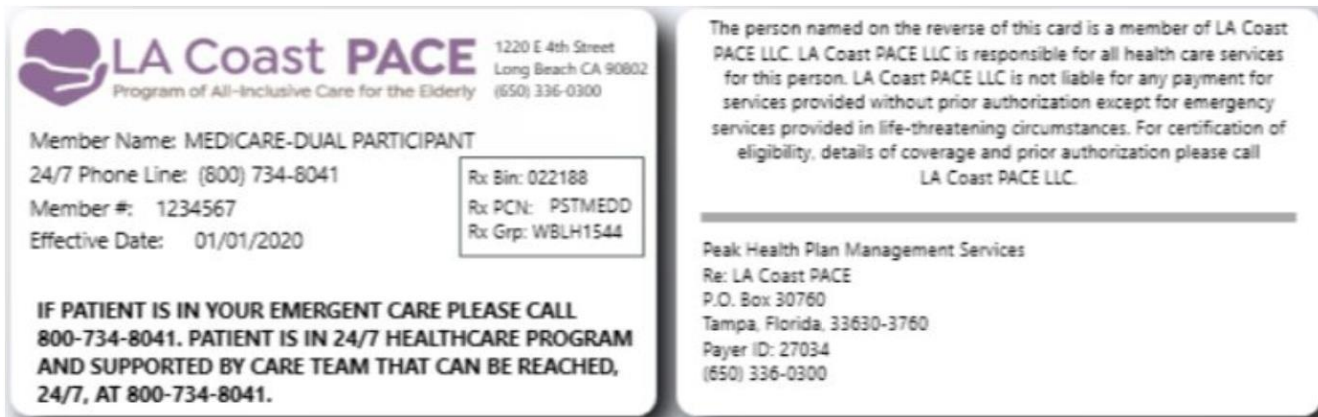 LA Coast PACE
Program of All-Inclusive Care for the Elderly
1220 E 4th Street
Long Beach CA 90802
(650) 336-0300
Member Name: MEDICARE-DUAL PARTICIPANT
24/7 Phone Line: (800) 734-8041
Member #: 1234567
Effective Date: 01/01/2020
Rx Bin: 022188
Rx PCN: PSTMEDD
Rx Grp: WBLH1544
IF PATIENT IS IN YOUR EMERGENT CARE PLEASE CALL
800-734-8041. PATIENT IS IN 24/7 HEALTHCARE PROGRAM
AND SUPPORTED BY CARE TEAM THAT CAN BE REACHED,
24/7, AT 800-734-8041.
The person named on the reverse of this card is a member of LA Coast
PACE LLC. LA Coast PACE LLC is responsible for all health care services
for this person. LA Coast PACE LLC is not liable for any payment for
services provided without prior authorization except for emergency
services provided in life-threatening circumstances. For certification of
eligibility, details of coverage and prior authorization please call
LA Coast PACE LLC.
Peak Health Plan Management Services
Re: LA Coast PACE
P.O. Box 30760
Tampa, Florida, 33630-3760
Payer ID: 27034
(650) 336-0300